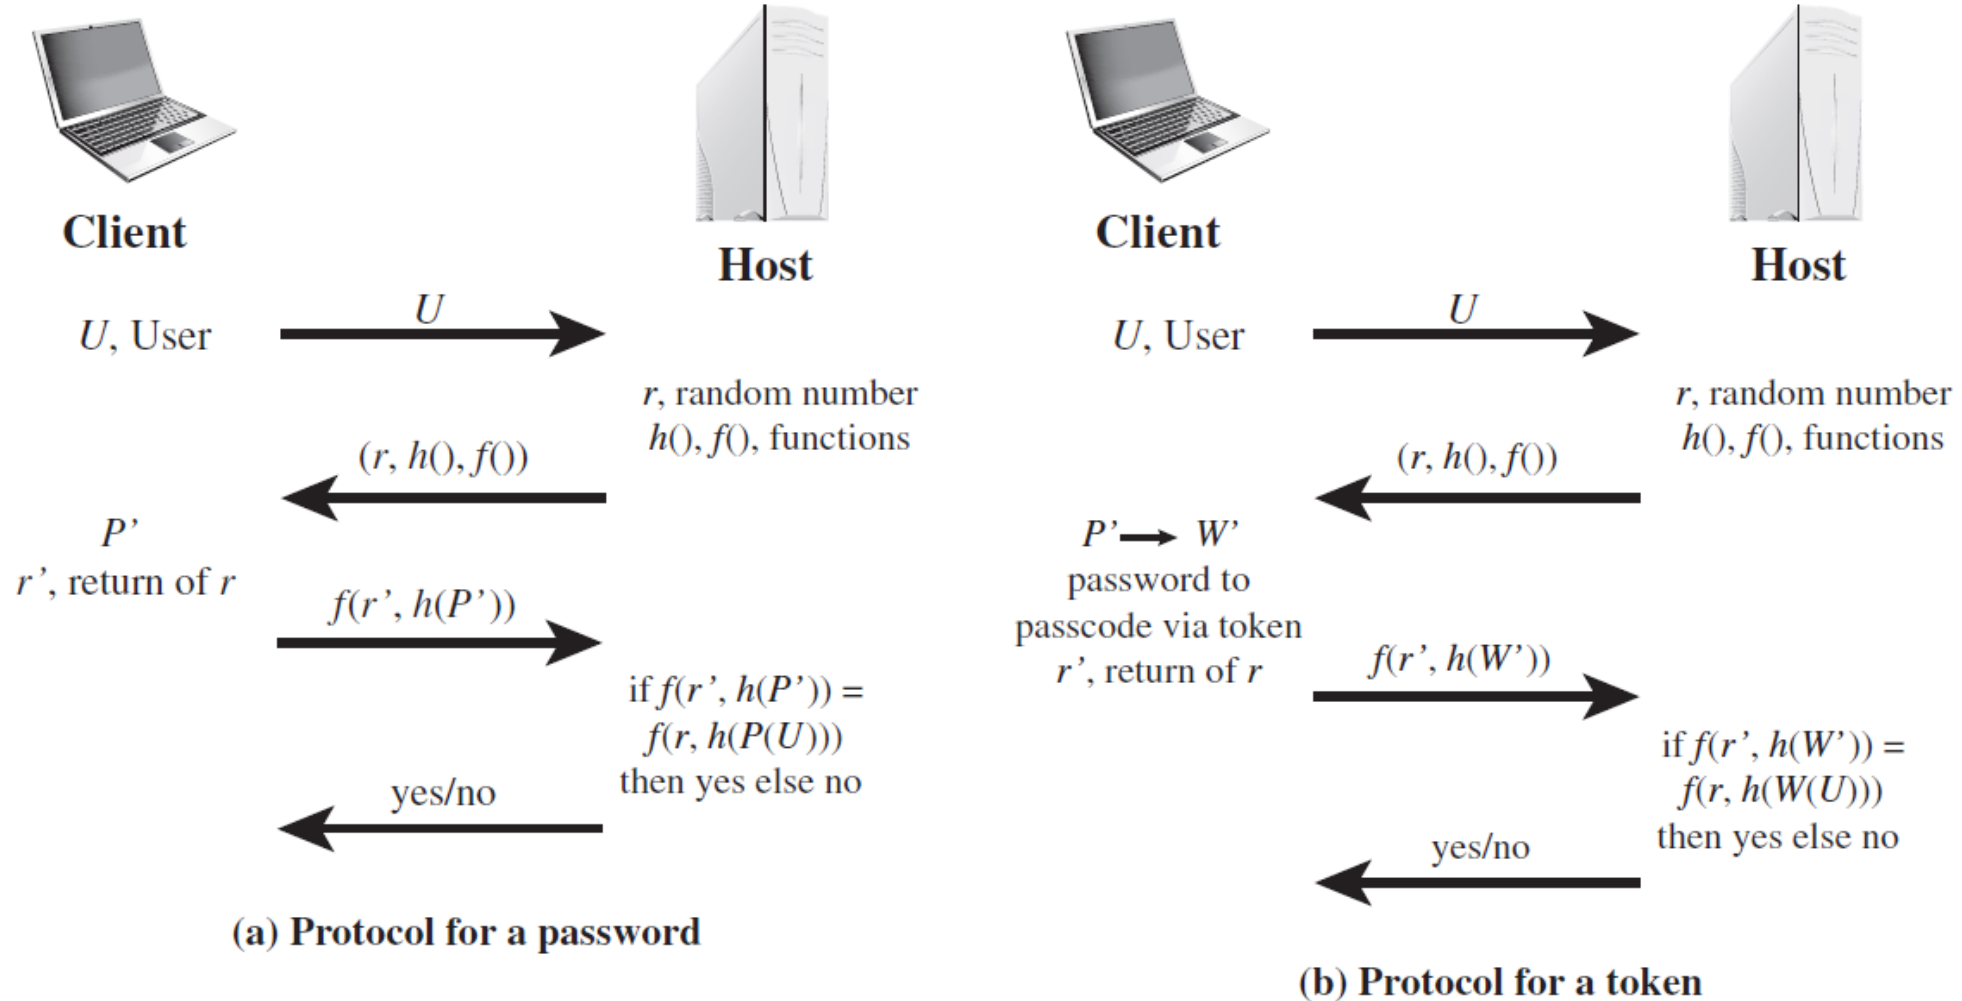 Client
Host
U, User
U
r, random number
h(), f(), functions
(r, h(), f())
P’
r’, return of r
f(r’, h(P’))
if f(r’, h(P’)) =
f(r, h(P(U)))
then yes else no
yes/no
(a) Protocol for a password
Client
Host
U, User
U
r, random number
h(), f(), functions
(r, h(), f())
P’ → W’
password to
passcode via token
r’, return of r
f(r’, h(W’))
if f(r’, h(W’)) =
f(r, h(W(U)))
then yes else no
yes/no
(b) Protocol for a token